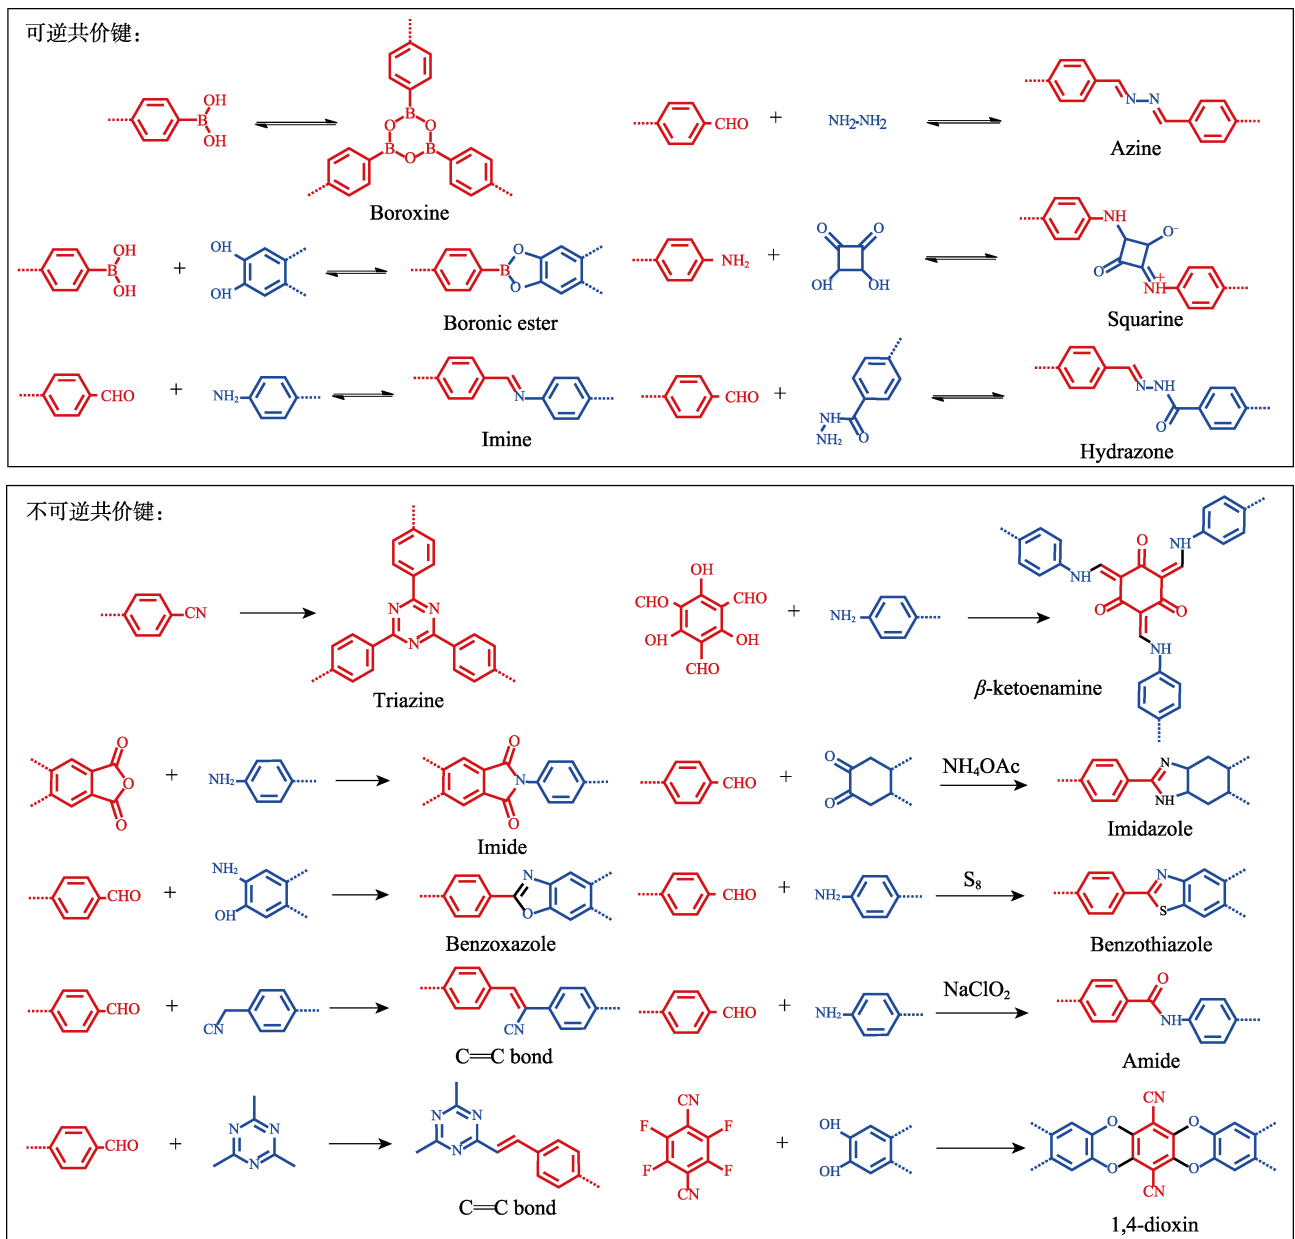 可逆共价键：
OH
B
OH
B
O
O
B
B
O
Boroxine
CHO
+
NH₂-NH₂
N
N
Azine
OH
B
OH
+
OH
OH
O
B
O
Boronic ester
NH₂
+
O
O
OH
OH
NH
O⁻
O
+
NH
Squarine
CHO
+
NH₂
N
Imine
CHO
+
NH
NH₂
O
N
NH
O
Hydrazone
不可逆共价键：
CN
N
N
N
Triazine
OH
CHO
CHO
OH
OH
CHO
+
NH₂
NH
O
NH
O
O
NH
β-ketoenamine
O
O
O
+
NH₂
O
N
O
Imide
CHO
+
O
O
NH₄OAc
N
NH
Imidazole
CHO
+
NH₂
OH
N
O
Benzoxazole
CHO
+
NH₂
S₈
N
S
Benzothiazole
CHO
+
CN
CN
C═C bond
CHO
+
NH₂
NaClO₂
O
NH
Amide
CHO
+
N
N
N
N
N
N
C═C bond
CN
F
F
F
F
CN
+
OH
OH
CN
O
O
O
O
CN
1,4-dioxin